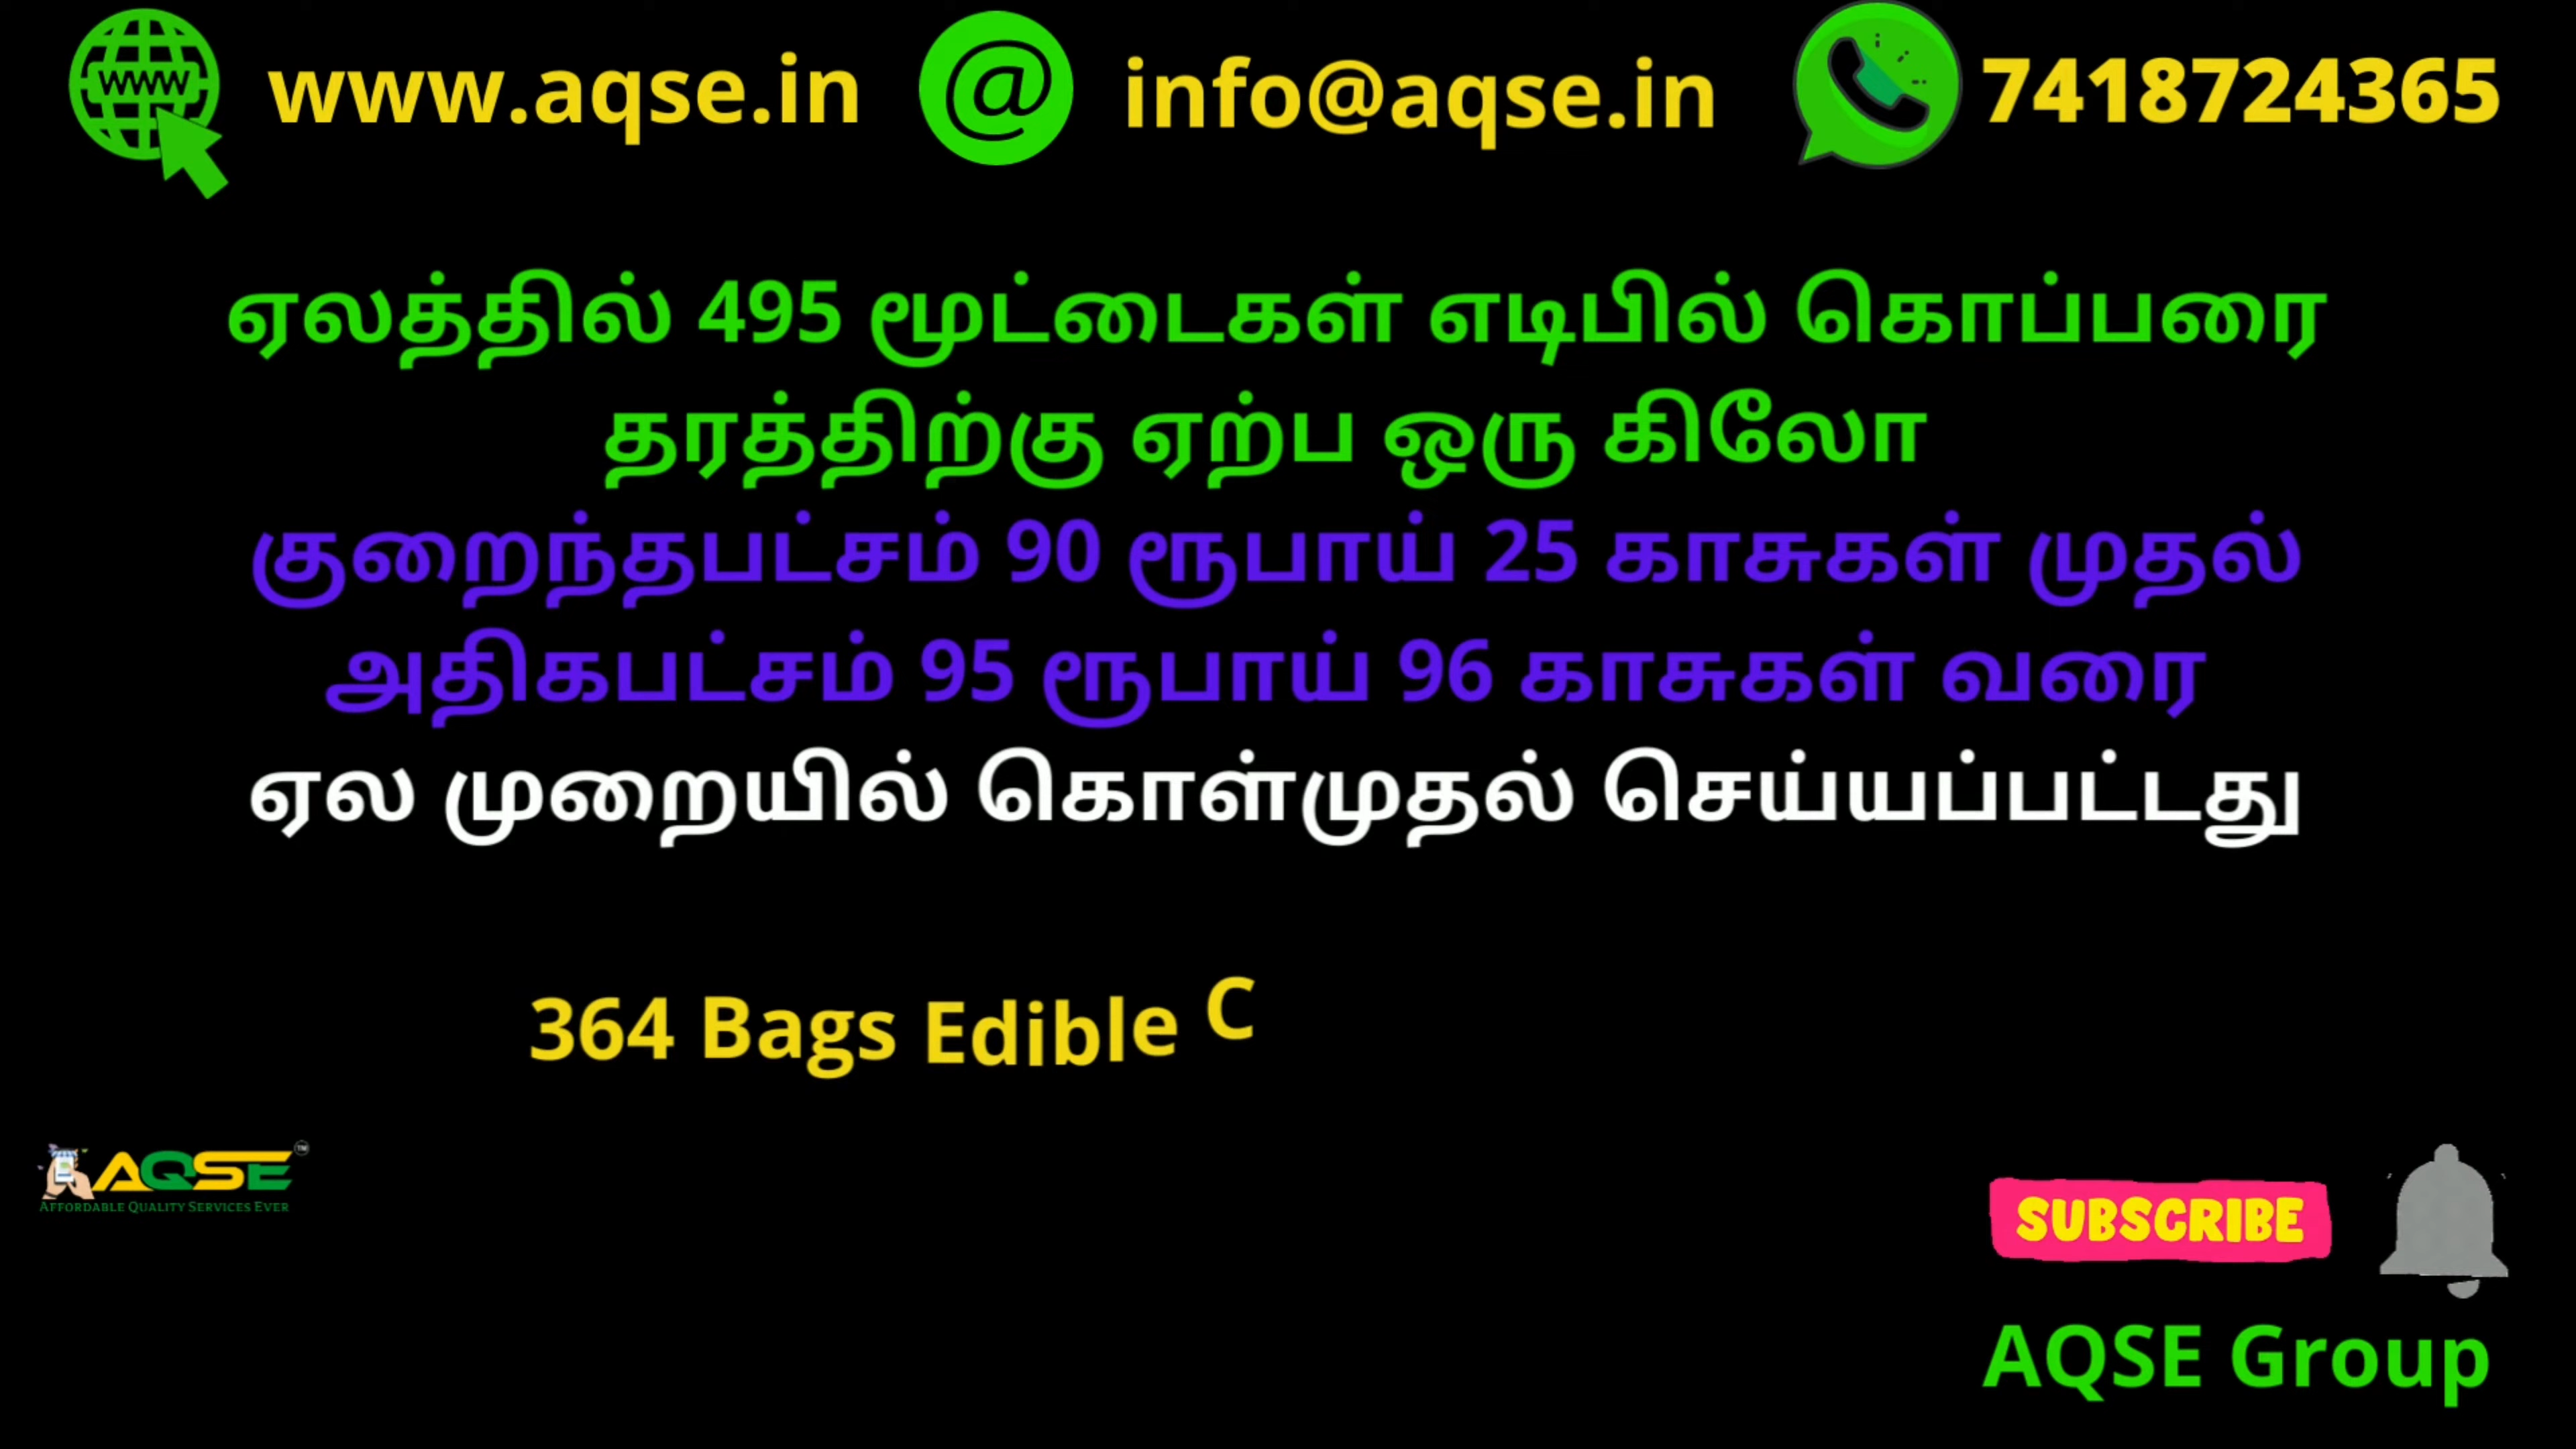 www www.aqse.in @ info@aqse.in 7418724365
ஏலத்தில் 495 மூட்டைகள் எடிபில் கொப்பரை
தரத்திற்கு ஏற்ப ஒரு கிலோ
குறைந்தபட்சம் 90 ரூபாய் 25 காசுகள் முதல்
அதிகபட்சம் 95 ரூபாய் 96 காசுகள் வரை
ஏல முறையில் கொள்முதல் செய்யப்பட்டது
364 Bags Edible C
AQSE TM
AFFORDABLE QUALITY SERVICES EVER
SUBSCRIBE
AQSE Group